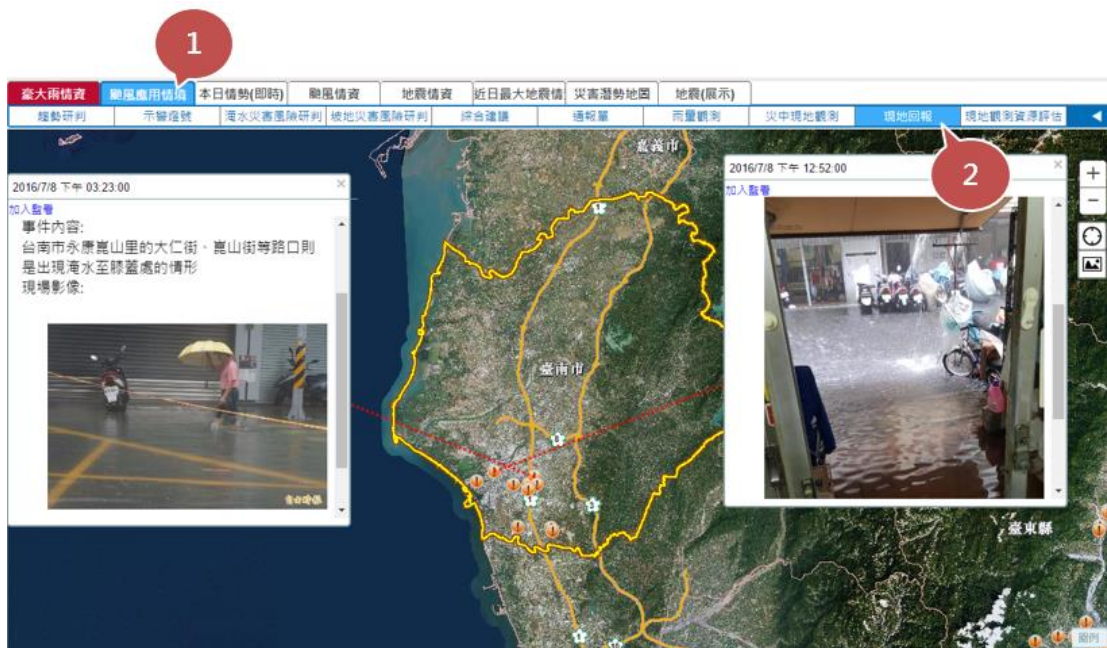 1
豪大雨情資 颱風應用情境 本日情勢(即時) 颱風情資 地震情資 近日最大地震情 災害潛勢地圖 地震(展示)
趨勢研判 示警燈號 淹水災害風險研判 坡地災害風險研判 綜合建議 通報單 雨量觀測 災中現地觀測 現地回報 現地觀測資源評估
2
嘉義市
2016/7/8 下午 03:23:00
加入監看
事件內容:
台南市永康崑山里的大仁街、崑山街等路口則
是出現淹水至膝蓋處的情形
現場影像:
自由時報
2016/7/8 下午 12:52:00
加入監看
臺南市
臺東縣
圖例